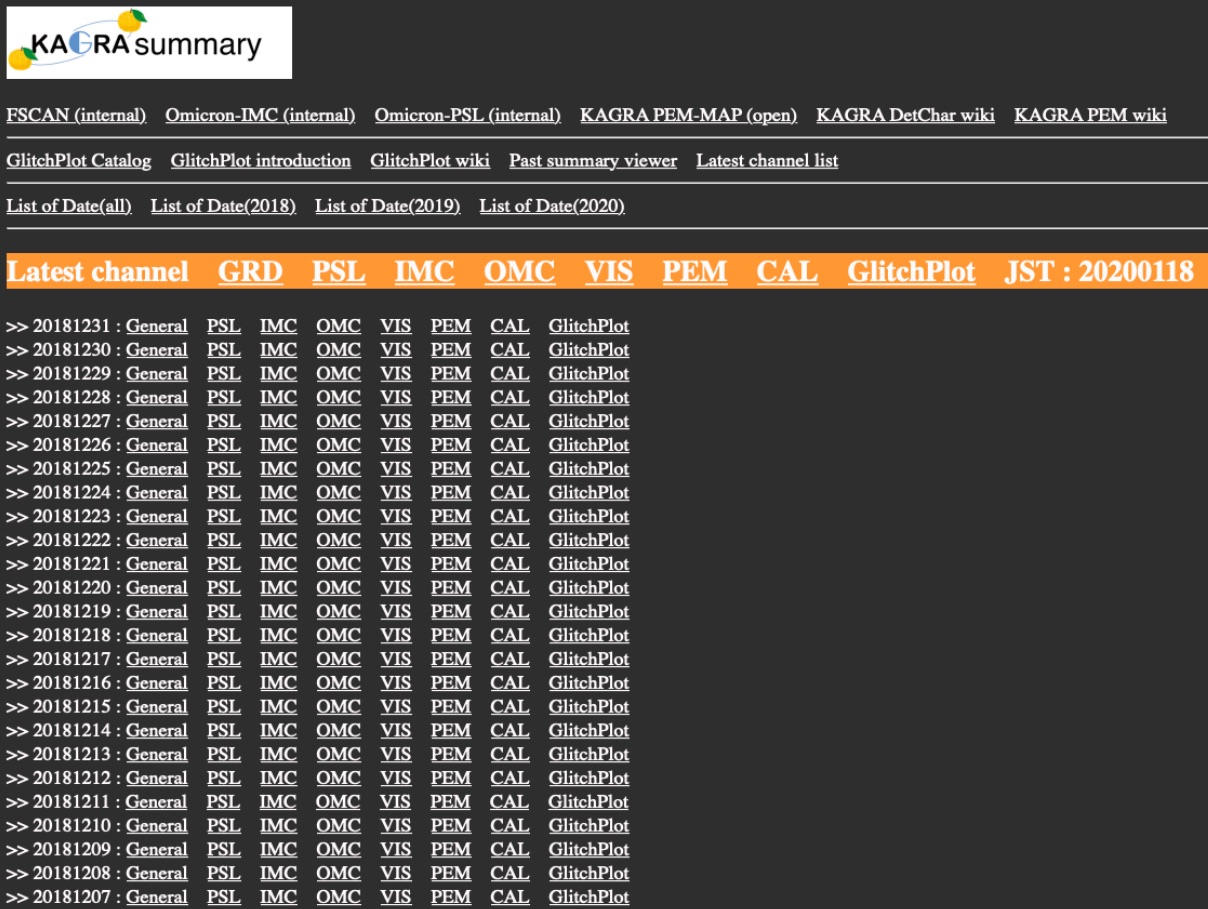 KAGRA summary
FSCAN (internal) Omicron-IMC (internal) Omicron-PSL (internal) KAGRA PEM-MAP (open) KAGRA DetChar wiki KAGRA PEM wiki
GlitchPlot Catalog GlitchPlot introduction GlitchPlot wiki Past summary viewer Latest channel list
List of Date(all) List of Date(2018) List of Date(2019) List of Date(2020)
Latest channel GRD PSL IMC OMC VIS PEM CAL GlitchPlot JST : 20200118
>> 20181231 : General PSL IMC OMC VIS PEM CAL GlitchPlot
>> 20181230 : General PSL IMC OMC VIS PEM CAL GlitchPlot
>> 20181229 : General PSL IMC OMC VIS PEM CAL GlitchPlot
>> 20181228 : General PSL IMC OMC VIS PEM CAL GlitchPlot
>> 20181227 : General PSL IMC OMC VIS PEM CAL GlitchPlot
>> 20181226 : General PSL IMC OMC VIS PEM CAL GlitchPlot
>> 20181225 : General PSL IMC OMC VIS PEM CAL GlitchPlot
>> 20181224 : General PSL IMC OMC VIS PEM CAL GlitchPlot
>> 20181223 : General PSL IMC OMC VIS PEM CAL GlitchPlot
>> 20181222 : General PSL IMC OMC VIS PEM CAL GlitchPlot
>> 20181221 : General PSL IMC OMC VIS PEM CAL GlitchPlot
>> 20181220 : General PSL IMC OMC VIS PEM CAL GlitchPlot
>> 20181219 : General PSL IMC OMC VIS PEM CAL GlitchPlot
>> 20181218 : General PSL IMC OMC VIS PEM CAL GlitchPlot
>> 20181217 : General PSL IMC OMC VIS PEM CAL GlitchPlot
>> 20181216 : General PSL IMC OMC VIS PEM CAL GlitchPlot
>> 20181215 : General PSL IMC OMC VIS PEM CAL GlitchPlot
>> 20181214 : General PSL IMC OMC VIS PEM CAL GlitchPlot
>> 20181213 : General PSL IMC OMC VIS PEM CAL GlitchPlot
>> 20181212 : General PSL IMC OMC VIS PEM CAL GlitchPlot
>> 20181211 : General PSL IMC OMC VIS PEM CAL GlitchPlot
>> 20181210 : General PSL IMC OMC VIS PEM CAL GlitchPlot
>> 20181209 : General PSL IMC OMC VIS PEM CAL GlitchPlot
>> 20181208 : General PSL IMC OMC VIS PEM CAL GlitchPlot
>> 20181207 : General PSL IMC OMC VIS PEM CAL GlitchPlot